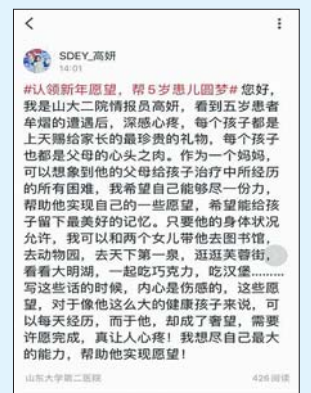 SDEY_高妍
14:01
#认领新年愿望，帮5岁患儿圆梦# 您好，
我是山大二院情报员高妍，看到五岁患者
牟熠的遭遇后，深感心疼，每个孩子都是
上天赐给家长的最珍贵的礼物，每个孩子
也都是父母的心头之肉。作为一个妈妈，
可以想象到他的父母给孩子治疗中所经历
的所有困难，我希望自己能够尽一份力，
帮助他实现自己的一些愿望，希望能给孩
子留下最美好的记忆。只要他的身体状况
允许，我可以和两个女儿带他去图书馆，
去动物园，去天下第一泉，逛逛芙蓉街，
看看大明湖，一起吃巧克力，吃汉堡………
写这些话的时候，内心是伤感的，这些愿
望，对于像他这么大的健康孩子来说，可
以每天经历，而于他，却成了奢望，需要
许愿完成，真让人心疼！我想尽自己最大
的能力，帮助他实现愿望！
山东大学第二医院
426阅读